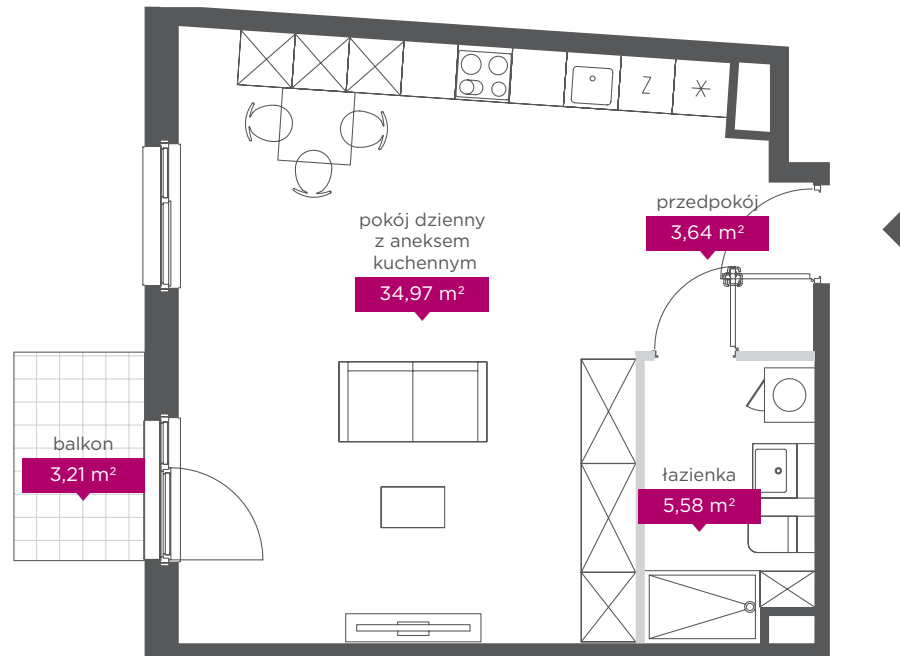 przedpokój
3,64 m²
pokój dzienny
z aneksem
kuchennym
34,97 m²
balkon
3,21 m²
łazienka
5,58 m²
Z